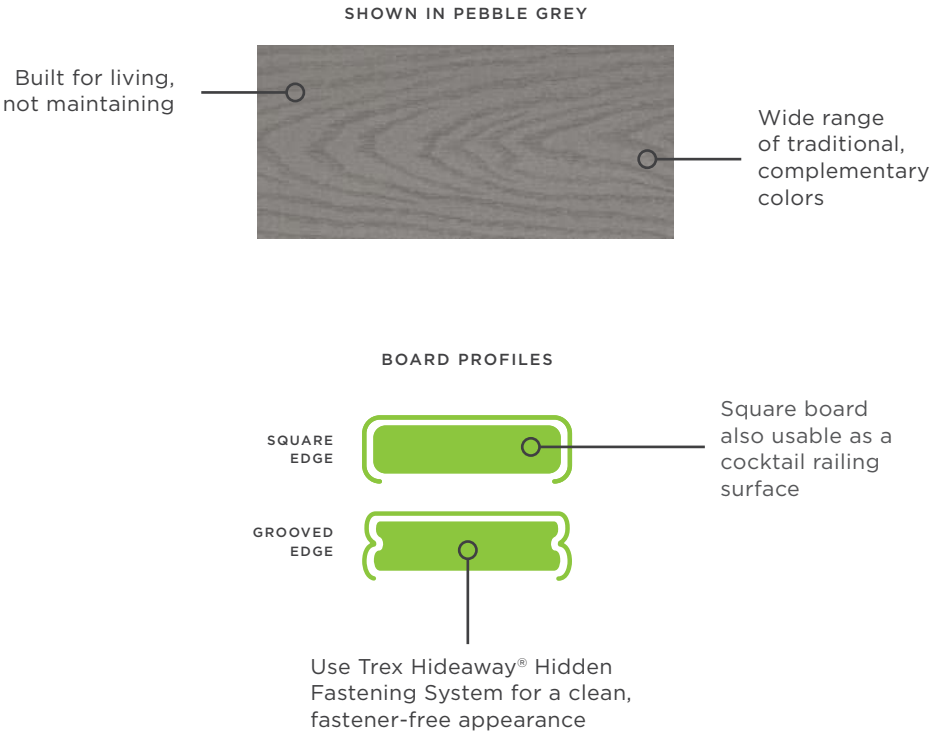 SHOWN IN PEBBLE GREY
Built for living,
not maintaining
Wide range
of traditional,
complementary
colors
BOARD PROFILES
SQUARE
EDGE
Square board
also usable as a
cocktail railing
surface
GROOVED
EDGE
Use Trex Hideaway® Hidden
Fastening System for a clean,
fastener-free appearance